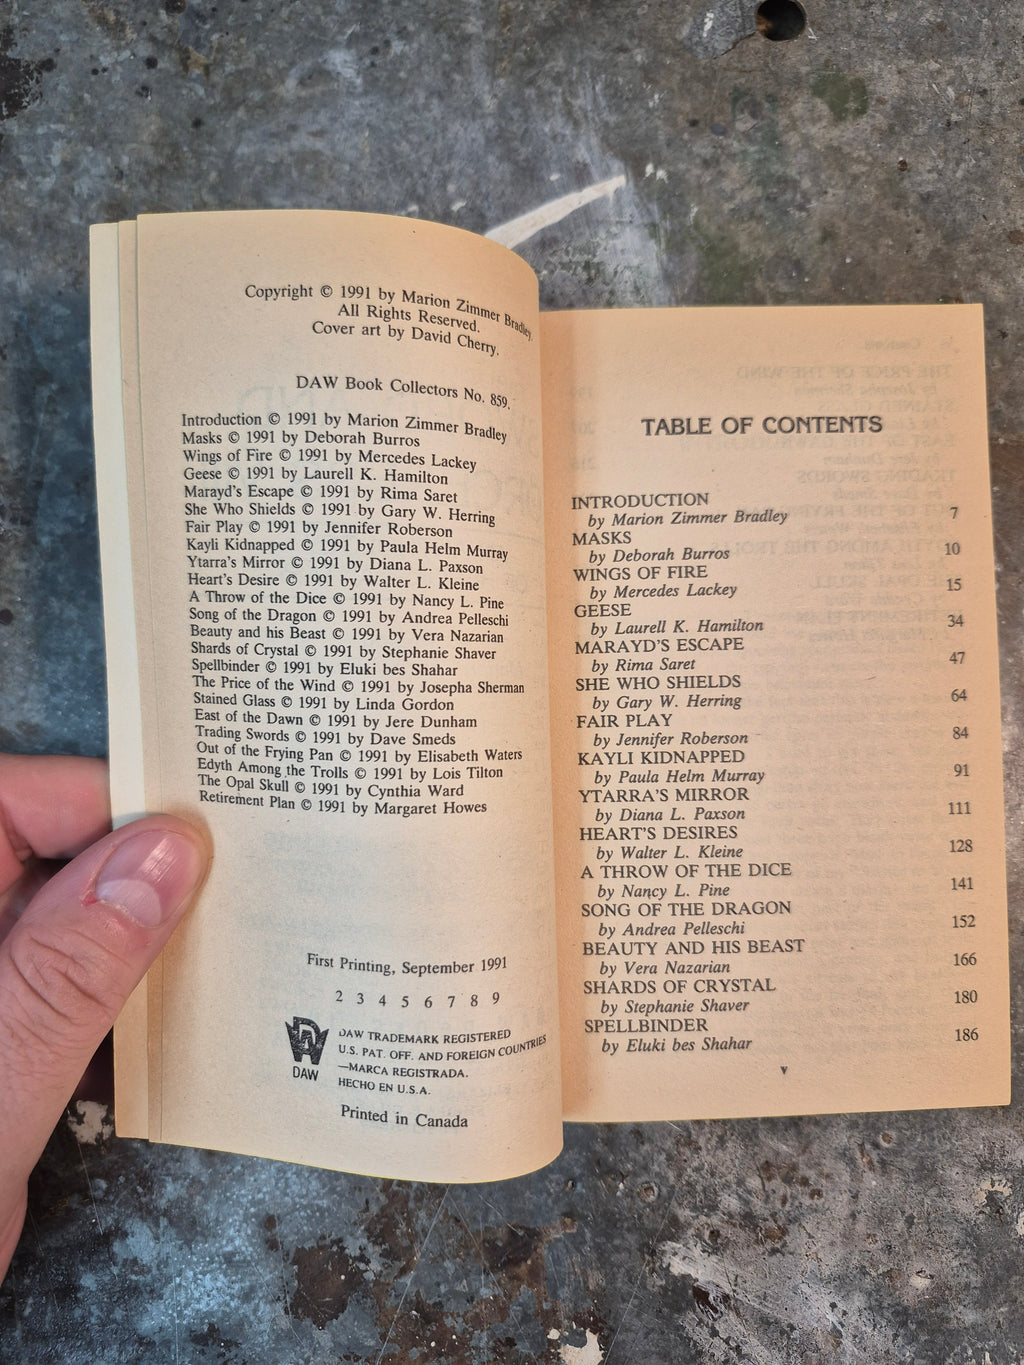 Copyright © 1991 by Marion Zimmer Bradley.
All Rights Reserved.
Cover art by David Cherry.
DAW Book Collectors No. 859.
Introduction © 1991 by Marion Zimmer Bradley
Masks © 1991 by Deborah Burros
Wings of Fire © 1991 by Mercedes Lackey
Geese © 1991 by Laurell K. Hamilton
Marayd's Escape © 1991 by Rima Saret
She Who Shields © 1991 by Gary W. Herring
Fair Play © 1991 by Jennifer Roberson
Kayli Kidnapped © 1991 by Paula Helm Murray
Ytarra's Mirror © 1991 by Diana L. Paxson
Heart's Desire © 1991 by Walter L. Kleine
A Throw of the Dice © 1991 by Nancy L. Pine
Song of the Dragon © 1991 by Andrea Pelleschi
Beauty and his Beast © 1991 by Vera Nazarian
Shards of Crystal © 1991 by Stephanie Shaver
Spellbinder © 1991 by Eluki bes Shahar
The Price of the Wind © 1991 by Josepha Sherman
Stained Glass © 1991 by Linda Gordon
East of the Dawn © 1991 by Jere Dunham
Trading Swords © 1991 by Dave Smeds
Out of the Frying Pan © 1991 by Elisabeth Waters
Edyth Among the Trolls © 1991 by Lois Tilton
The Opal Skull © 1991 by Cynthia Ward
Retirement Plan © 1991 by Margaret Howes
First Printing, September 1991
2 3 4 5 6 7 8 9
DAW
DAW TRADEMARK REGISTERED
U.S. PAT. OFF. AND FOREIGN COUNTRIES
—MARCA REGISTRADA.
HECHO EN U.S.A.
Printed in Canada
TABLE OF CONTENTS
INTRODUCTION
by Marion Zimmer Bradley 7
MASKS
by Deborah Burros 10
WINGS OF FIRE
by Mercedes Lackey 15
GEESE
by Laurell K. Hamilton 34
MARAYD'S ESCAPE
by Rima Saret 47
SHE WHO SHIELDS
by Gary W. Herring 64
FAIR PLAY
by Jennifer Roberson 84
KAYLI KIDNAPPED
by Paula Helm Murray 91
YTARRA'S MIRROR
by Diana L. Paxson 111
HEART'S DESIRES
by Walter L. Kleine 128
A THROW OF THE DICE
by Nancy L. Pine 141
SONG OF THE DRAGON
by Andrea Pelleschi 152
BEAUTY AND HIS BEAST
by Vera Nazarian 166
SHARDS OF CRYSTAL
by Stephanie Shaver 180
SPELLBINDER
by Eluki bes Shahar 186
v